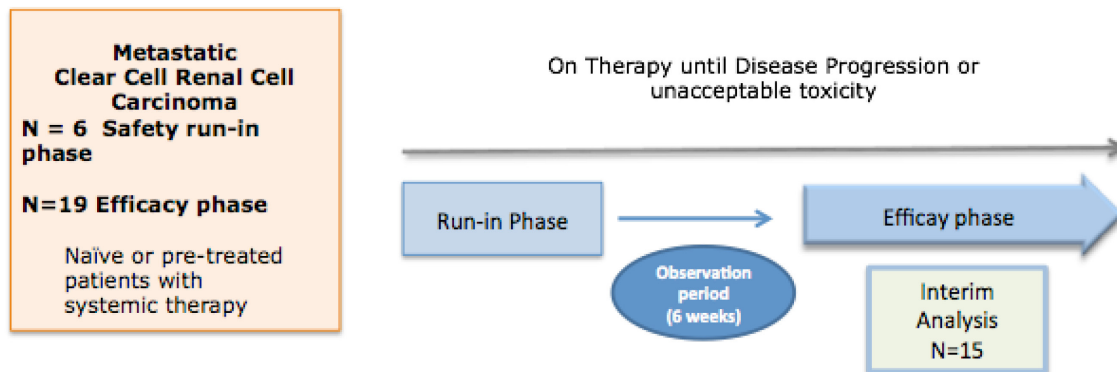 Metastatic
Clear Cell Renal Cell
Carcinoma
N = 6 Safety run-in
phase
N=19 Efficacy phase
Naïve or pre-treated
patients with
systemic therapy
On Therapy until Disease Progression or
unacceptable toxicity
Run-in Phase
Observation
period
(6 weeks)
Efficay phase
Interim
Analysis
N=15